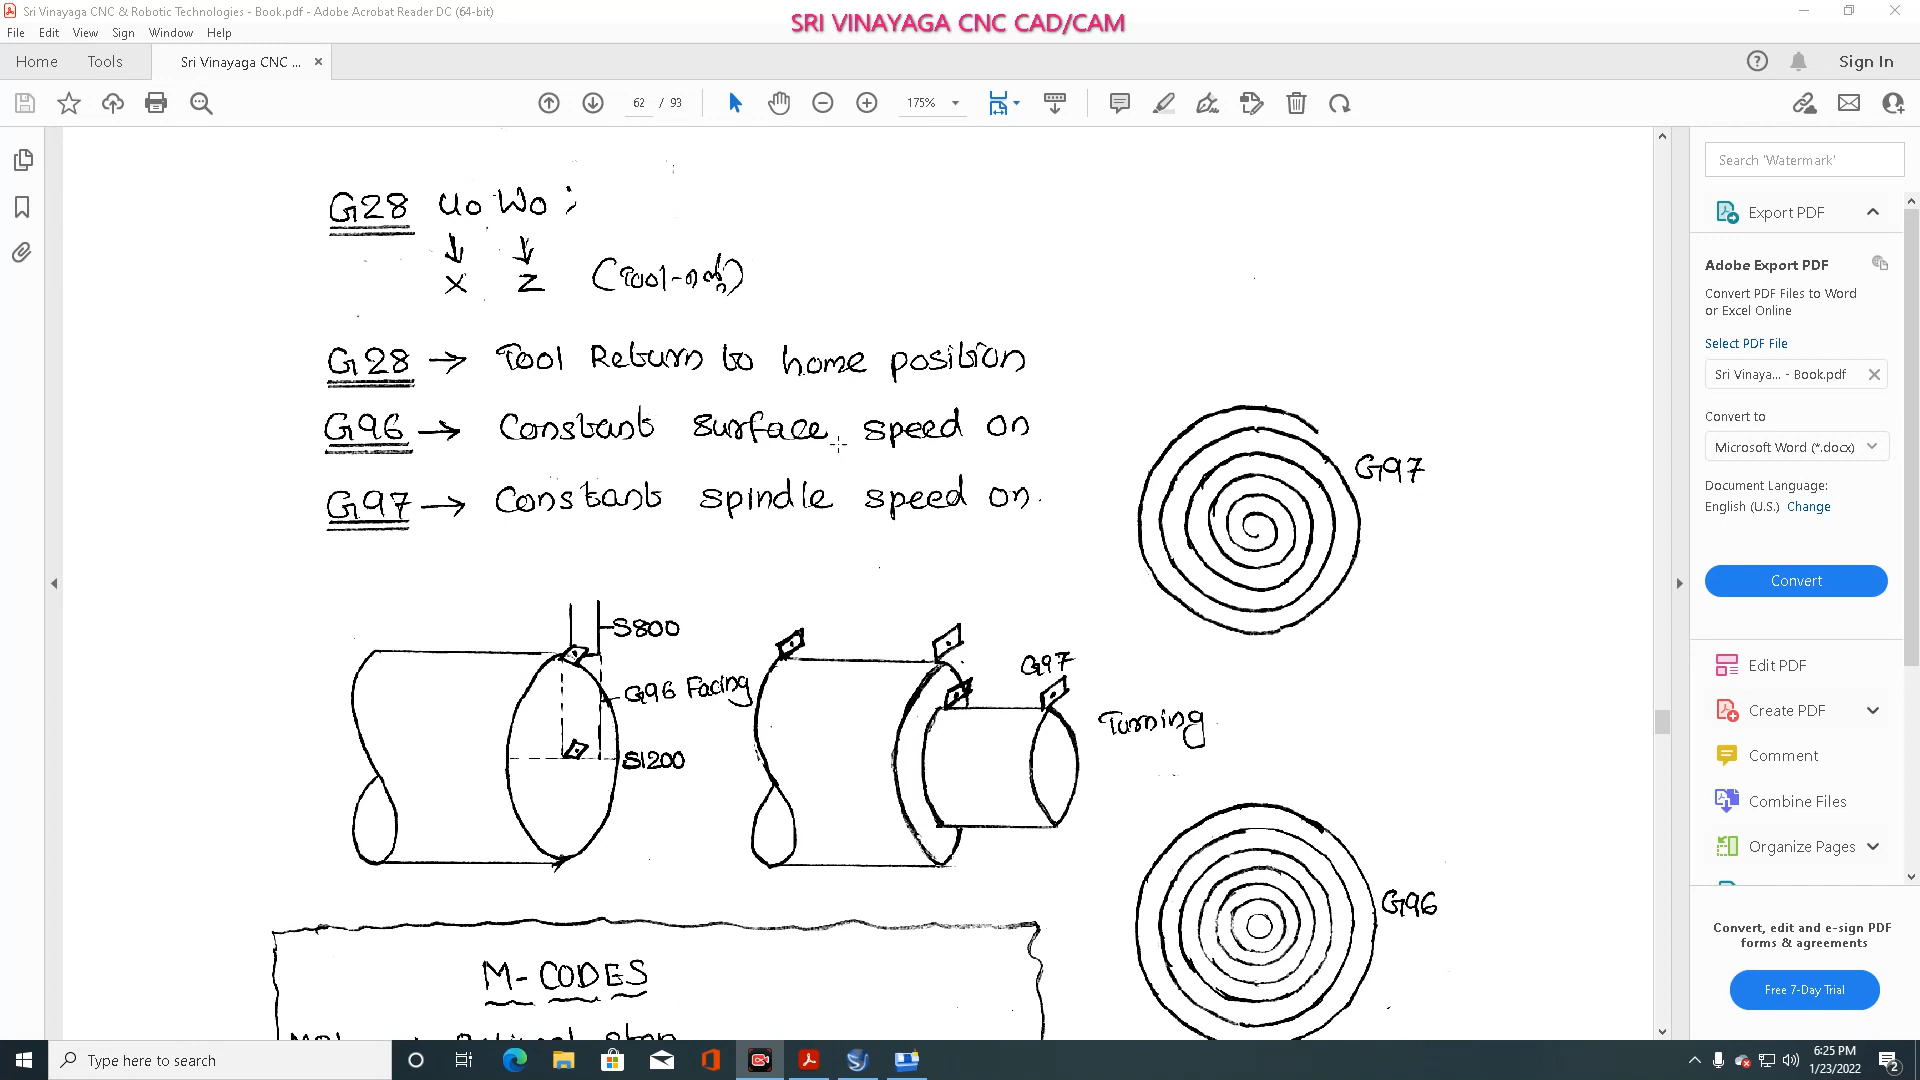 Sri Vinayaga CNC & Robotic Technologies - Book.pdf - Adobe Acrobat Reader DC (64-bit)
SRI VINAYAGA CNC CAD/CAM
File Edit View Sign Window Help
Home Tools Sri Vinayaga CNC ... × Sign In
62 / 93 175%
Search 'Watermark'
Export PDF
Adobe Export PDF
Convert PDF Files to Word
or Excel Online
Select PDF File
Sri Vinaya... - Book.pdf
Convert to
Microsoft Word (*.docx)
Document Language:
English (U.S.) Change
Convert
Edit PDF
Create PDF
Comment
Combine Files
Organize Pages
Convert, edit and e-sign PDF
forms & agreements
Free 7-Day Trial
G28 U0 W0 ;
X Z
G28 → Tool Return to home position
G96 → Constant surface speed on
G97 → Constant spindle speed on.
G97
S800
G96 Facing
S1200
G97
Turning
G96
M-CODES
Type here to search
6:25 PM
1/23/2022
2